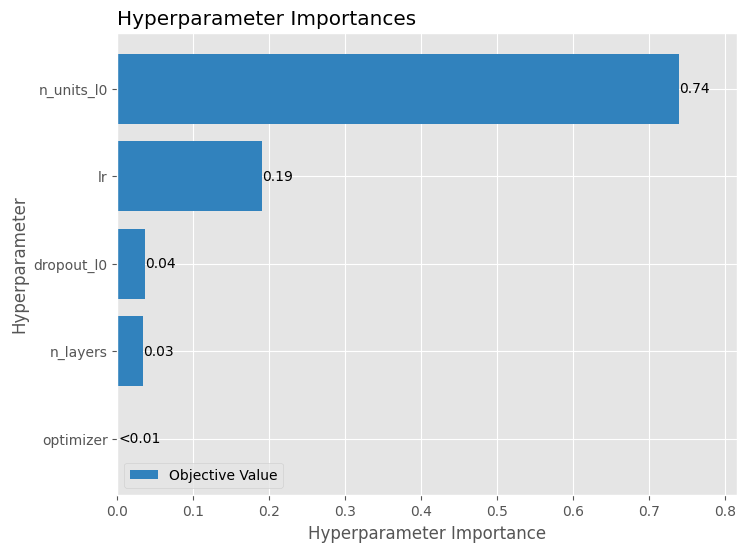 Hyperparameter Importances
Hyperparameter
n_units_l0
0.74
lr
0.19
dropout_l0
0.04
n_layers
0.03
optimizer
<0.01
Objective Value
0.0 0.1 0.2 0.3 0.4 0.5 0.6 0.7 0.8
Hyperparameter Importance